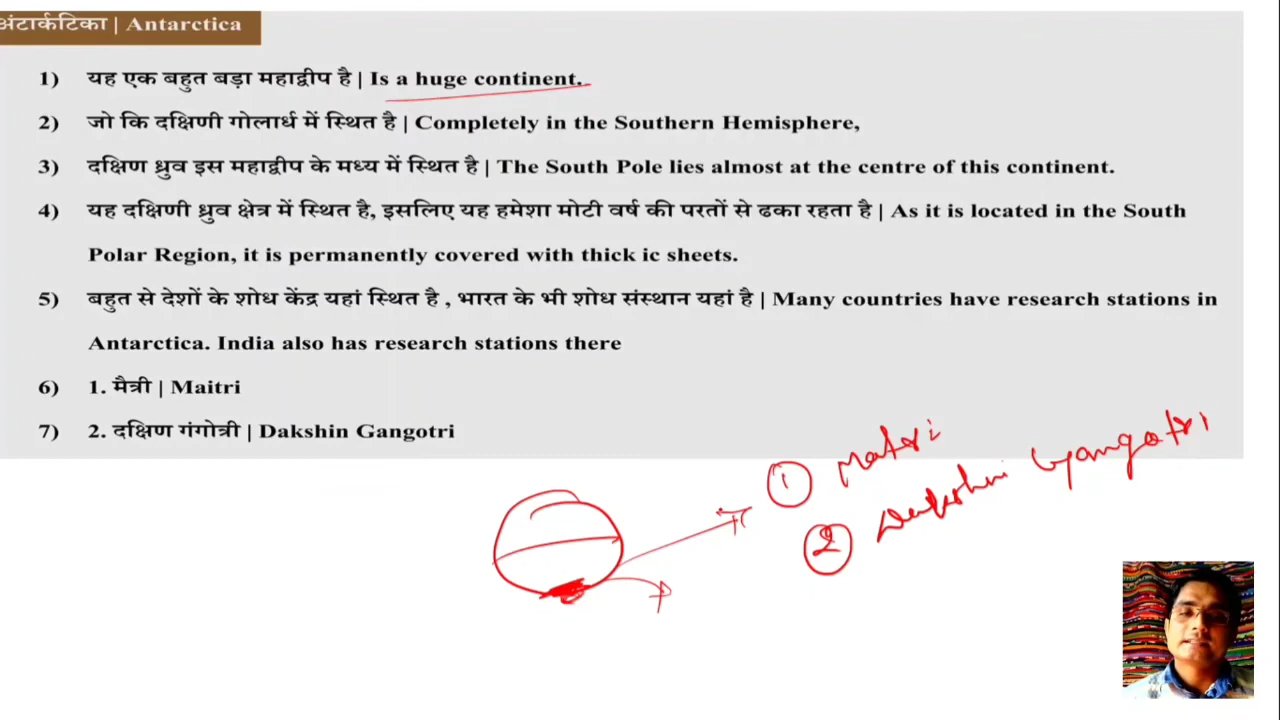 अंटार्कटिका | Antarctica
1) यह एक बहुत बड़ा महाद्वीप है | Is a huge continent.
2) जो कि दक्षिणी गोलार्ध में स्थित है | Completely in the Southern Hemisphere,
3) दक्षिण ध्रुव इस महाद्वीप के मध्य में स्थित है | The South Pole lies almost at the centre of this continent.
4) यह दक्षिणी ध्रुव क्षेत्र में स्थित है, इसलिए यह हमेशा मोटी वर्ष की परतों से ढका रहता है | As it is located in the South
Polar Region, it is permanently covered with thick ic sheets.
5) बहुत से देशों के शोध केंद्र यहां स्थित है , भारत के भी शोध संस्थान यहां है | Many countries have research stations in
Antarctica. India also has research stations there
6) 1. मैत्री | Maitri
7) 2. दक्षिण गंगोत्री | Dakshin Gangotri
1 Maitri
2 Dakshin Gangotri